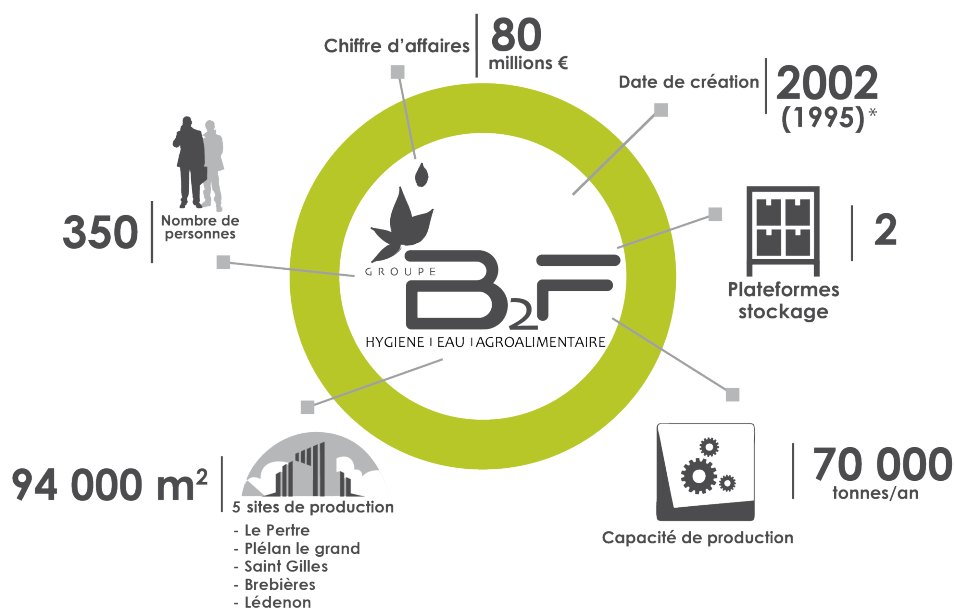 Chiffre d'affaires
80
millions €
Date de création
2002
(1995)*
350
Nombre de
personnes
2
Plateformes
stockage
GROUPE
B2F
HYGIENE | EAU | AGROALIMENTAIRE
94 000 m²
5 sites de production
- Le Pertre
- Plélan le grand
- Saint Gilles
- Brebières
- Lédenon
70 000
tonnes/an
Capacité de production